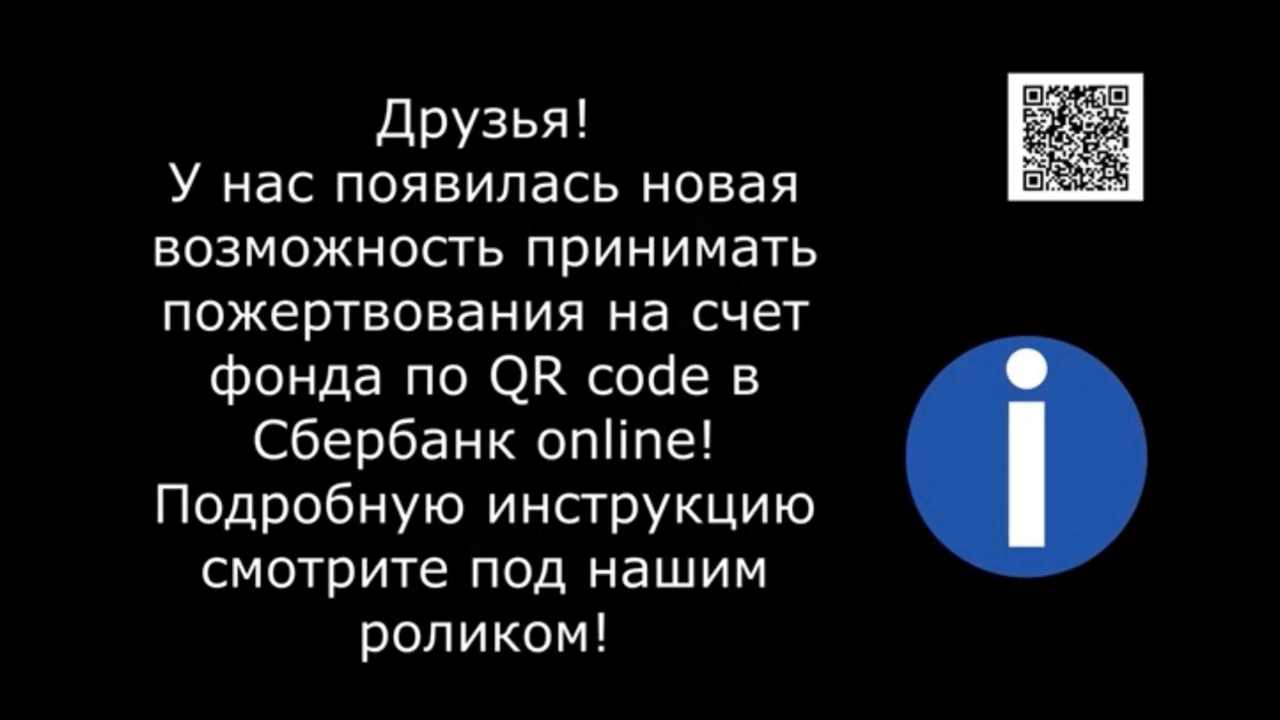 Друзья!
У нас появилась новая
возможность принимать
пожертвования на счет
фонда по QR code в
Сбербанк online!
Подробную инструкцию
смотрите под нашим
роликом!